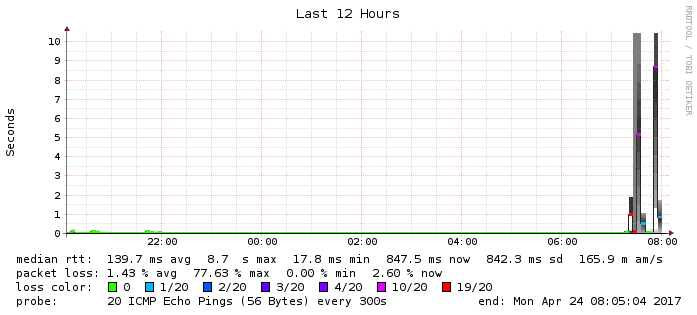 Last 12 Hours
RRDTOOL / TOBI OETIKER
Seconds
10
9
8
7
6
5
4
3
2
1
0
22:00 00:00 02:00 04:00 06:00 08:00
median rtt: 139.7 ms avg 8.7 s max 17.8 ms min 847.5 ms now 842.3 ms sd 165.9 m am/s
packet loss: 1.43 % avg 77.63 % max 0.00 % min 2.60 % now
loss color: 0 1/20 2/20 3/20 4/20 10/20 19/20
probe: 20 ICMP Echo Pings (56 Bytes) every 300s end: Mon Apr 24 08:05:04 2017